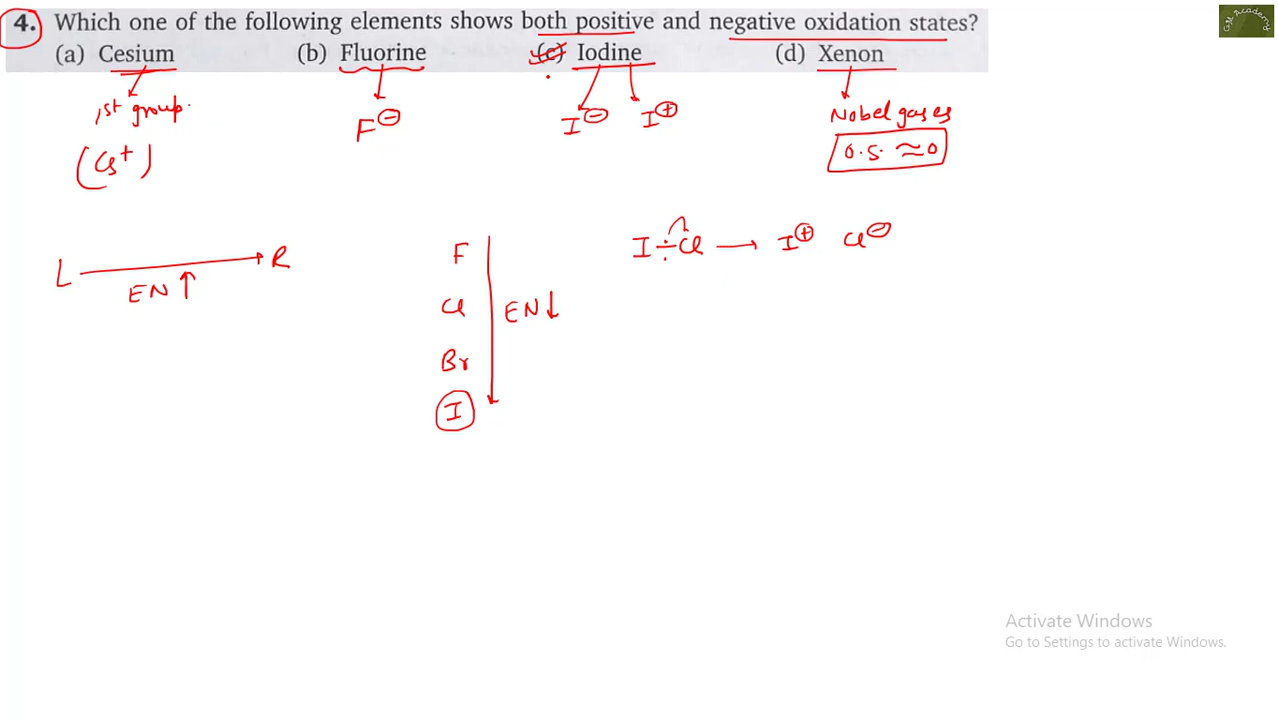 4. Which one of the following elements shows both positive and negative oxidation states?
(a) Cesium (b) Fluorine (c) Iodine (d) Xenon
1st group. F⊖ I⊖ I⊕ Nobel gases
(Cs+) O.S. ≈ 0
L → R
EN ↑
F
Cl
Br
I
EN ↓
I ÷ Cl → I⊕ Cl⊖
GM Academy
Activate Windows
Go to Settings to activate Windows.